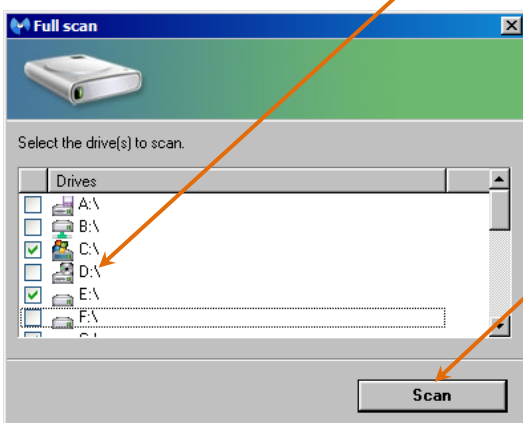 Full scan
Select the drive(s) to scan.
Drives
A:\
B:\
C:\
D:\
E:\
F:\
Scan